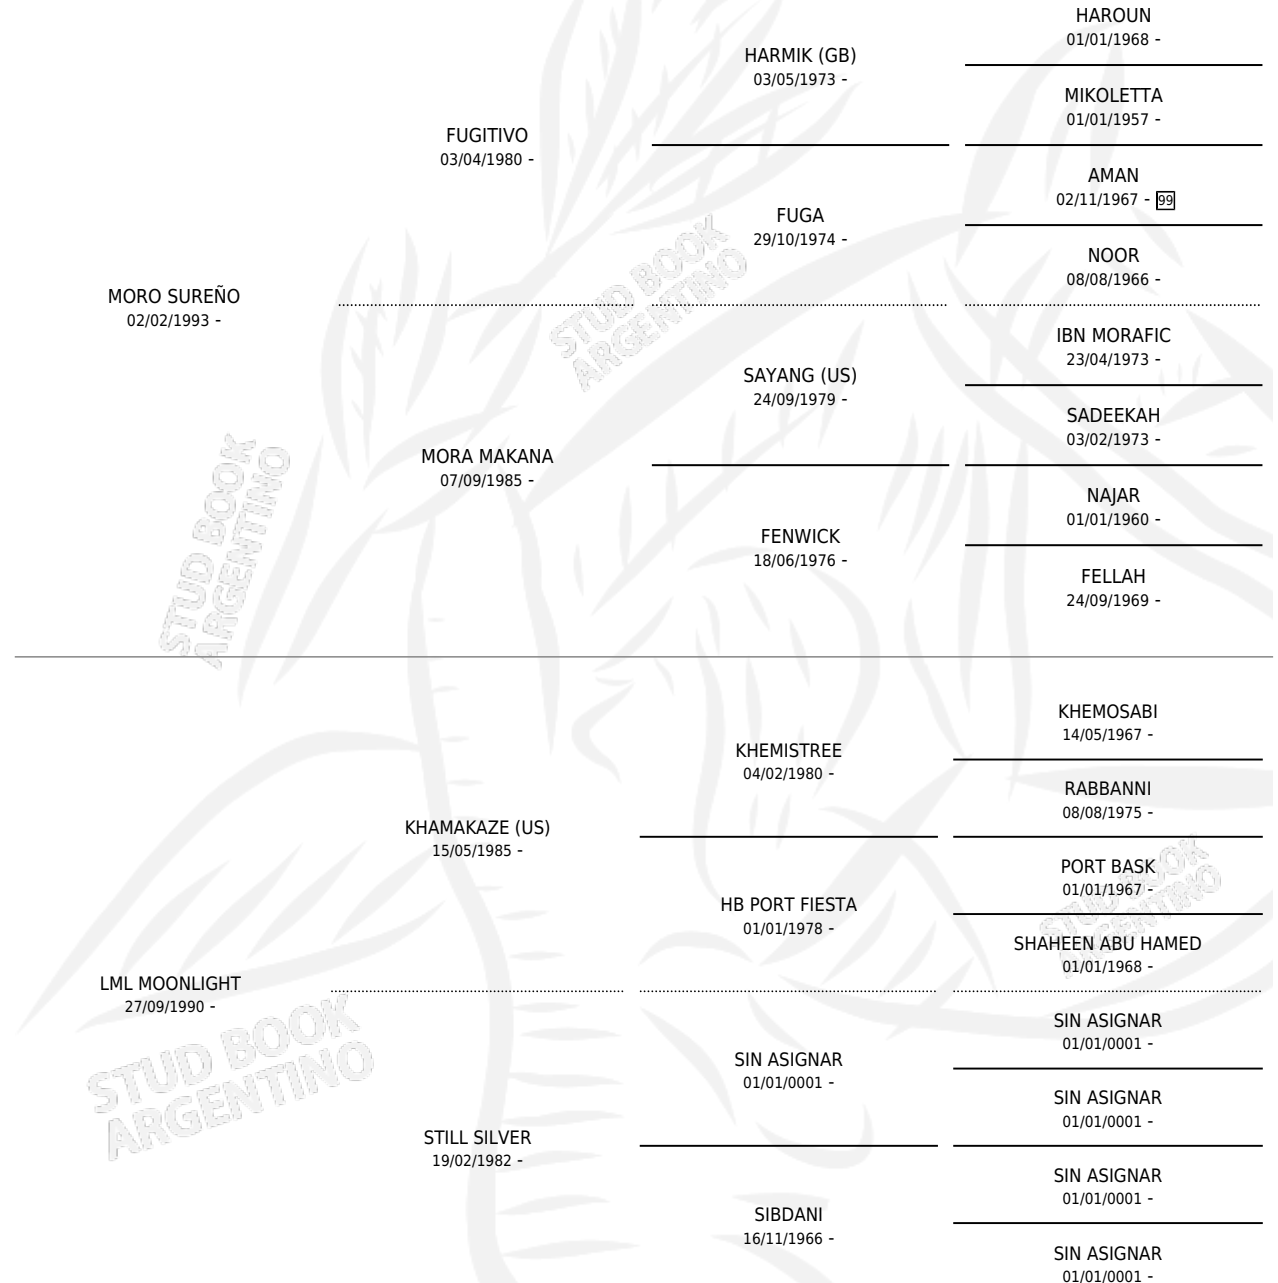 HAROUN
01/01/1968 -
HARMIK (GB)
03/05/1973 -
MIKOLETTA
01/01/1957 -
FUGITIVO
03/04/1980 -
AMAN
02/11/1967 - 99
FUGA
29/10/1974 -
NOOR
08/08/1966 -
MORO SUREÑO
02/02/1993 -
IBN MORAFIC
23/04/1973 -
SAYANG (US)
24/09/1979 -
SADEEKAH
03/02/1973 -
MORA MAKANA
07/09/1985 -
NAJAR
01/01/1960 -
FENWICK
18/06/1976 -
FELLAH
24/09/1969 -
STUD BOOK
ARGENTINO
STUD BOOK
ARGENTINO
KHEMOSABI
14/05/1967 -
KHEMISTREE
04/02/1980 -
RABBANNI
08/08/1975 -
KHAMAKAZE (US)
15/05/1985 -
PORT BASK
01/01/1967 -
HB PORT FIESTA
01/01/1978 -
SHAHEEN ABU HAMED
01/01/1968 -
STUD BOOK
ARGENTINO
LML MOONLIGHT
27/09/1990 -
SIN ASIGNAR
01/01/0001 -
SIN ASIGNAR
01/01/0001 -
SIN ASIGNAR
01/01/0001 -
STILL SILVER
19/02/1982 -
SIN ASIGNAR
01/01/0001 -
SIBDANI
16/11/1966 -
SIN ASIGNAR
01/01/0001 -
STUD BOOK
ARGENTINO